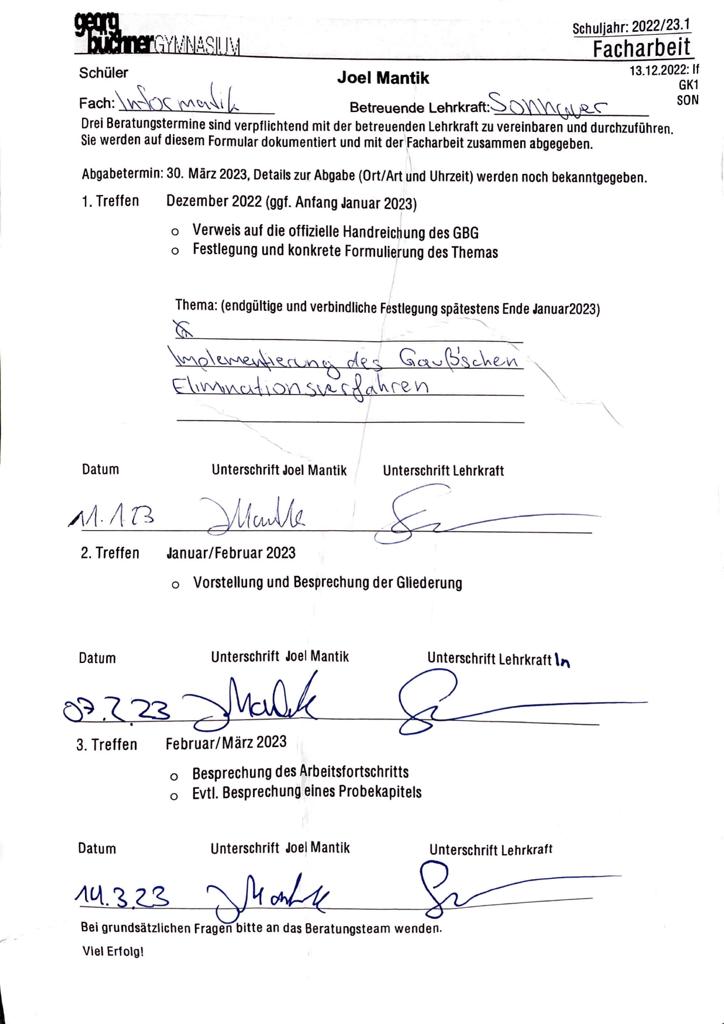 georg
büchnerGYMNASIUM
Schuljahr: 2022/23.1
Facharbeit
Schüler
Joel Mantik
13.12.2022: If
GK1
SON
Fach: Informatik
Betreuende Lehrkraft:
Drei Beratungstermine sind verpflichtend mit der betreuenden Lehrkraft zu vereinbaren und durchzuführen.
Sie werden auf diesem Formular dokumentiert und mit der Facharbeit zusammen abgegeben.
Abgabetermin: 30. März 2023, Details zur Abgabe (Ort/Art und Uhrzeit) werden noch bekanntgegeben.
1. Treffen Dezember 2022 (ggf. Anfang Januar 2023)
o Verweis auf die offizielle Handreichung des GBG
o Festlegung und konkrete Formulierung des Themas
Thema: (endgültige und verbindliche Festlegung spätestens Ende Januar2023)
Implementierung des Gauß'schen
Eliminationsverfahren
Datum Unterschrift Joel Mantik Unterschrift Lehrkraft
11.1 23 JMantik
2. Treffen Januar/Februar 2023
o Vorstellung und Besprechung der Gliederung
Datum Unterschrift Joel Mantik Unterschrift Lehrkraft In
07.2.23 JMantik
3. Treffen Februar/März 2023
o Besprechung des Arbeitsfortschritts
o Evtl. Besprechung eines Probekapitels
Datum Unterschrift Joel Mantik Unterschrift Lehrkraft
14.3.23 JMantik
Bei grundsätzlichen Fragen bitte an das Beratungsteam wenden.
Viel Erfolg!